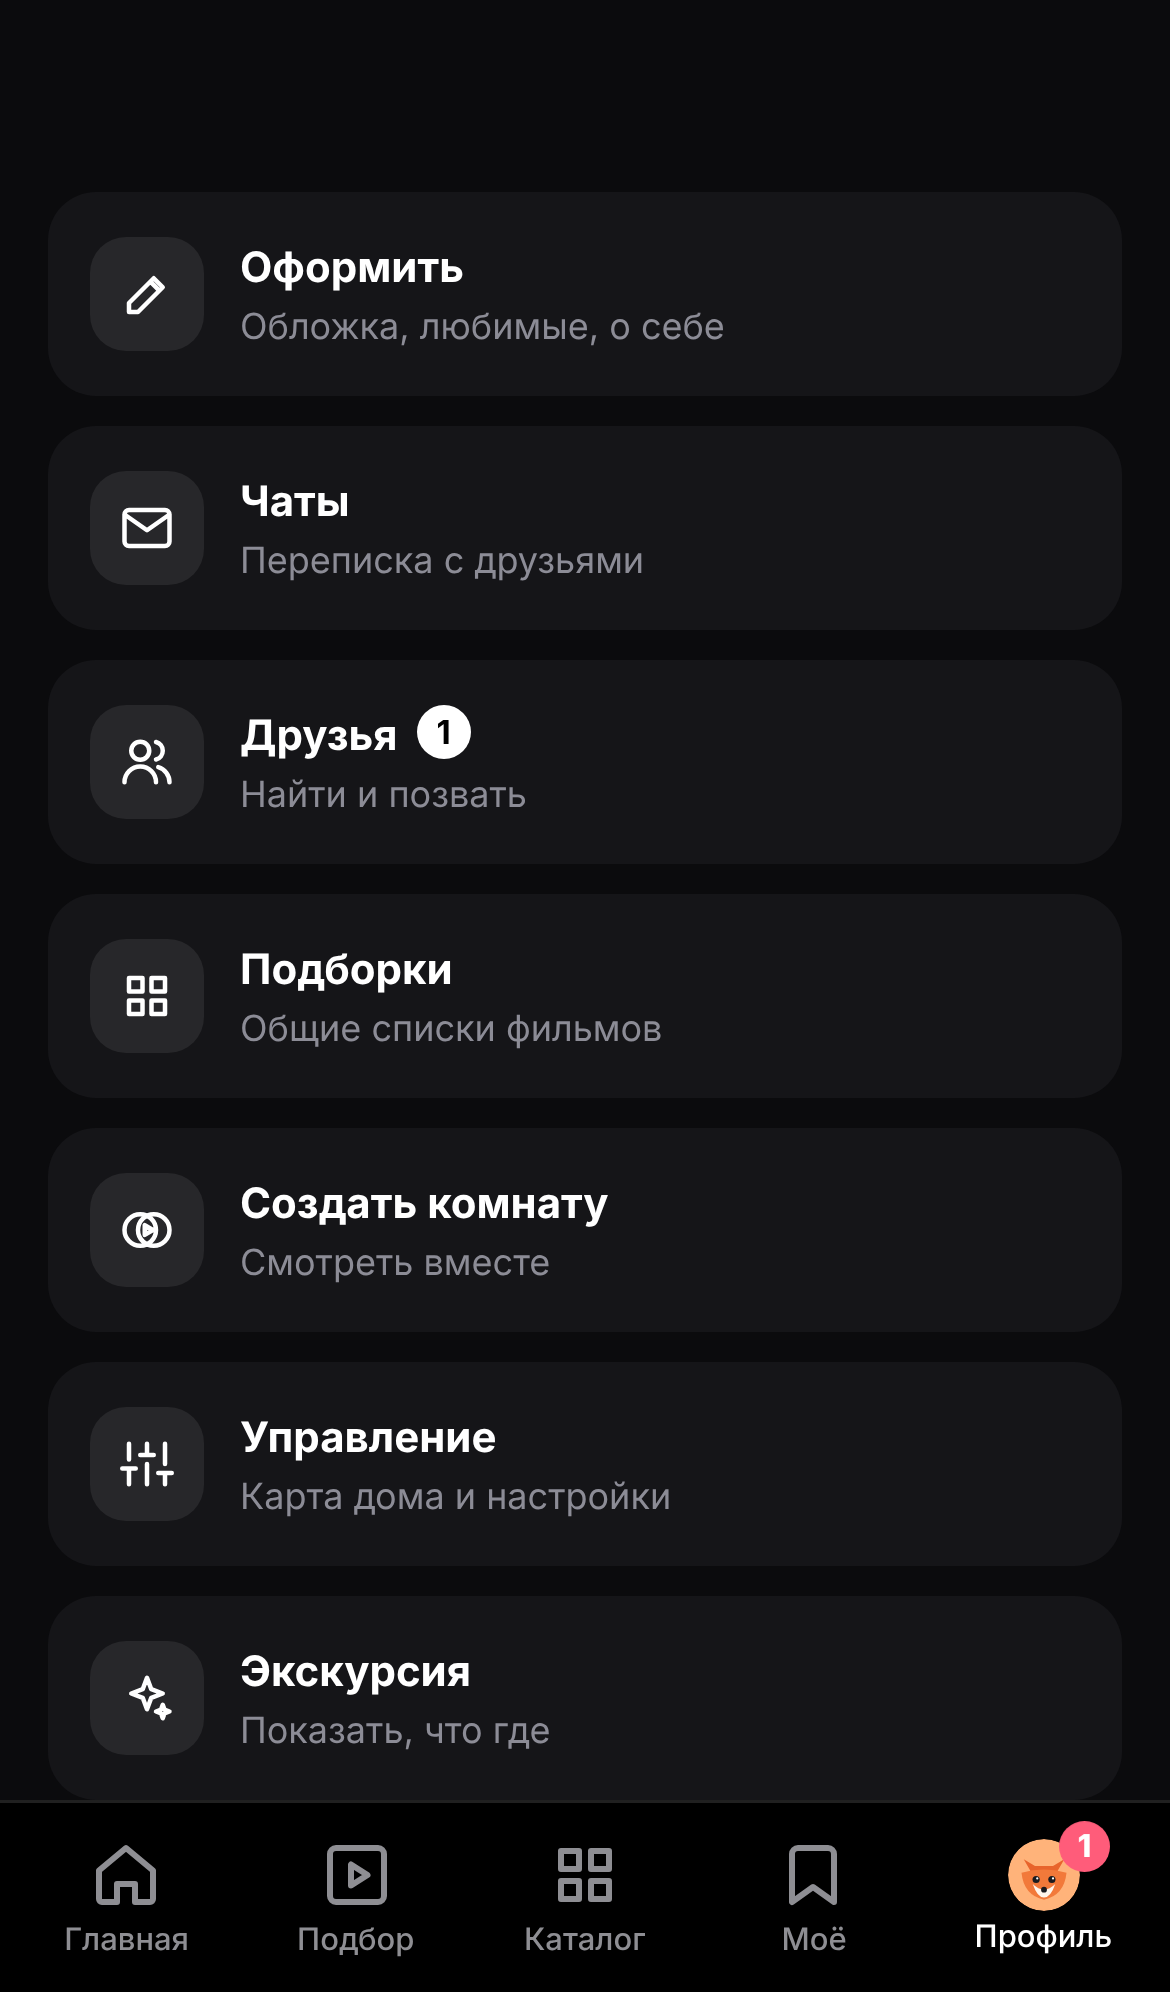 Оформить
Обложка, любимые, о себе
Чаты
Переписка с друзьями
Друзья 1
Найти и позвать
Подборки
Общие списки фильмов
Создать комнату
Смотреть вместе
Управление
Карта дома и настройки
Экскурсия
Показать, что где
1
Главная Подбор Каталог Моё Профиль